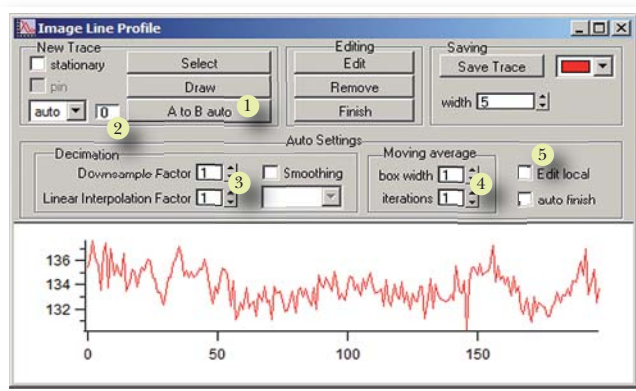 Image Line Profile
New Trace
stationary
pin
auto
0
Select
Draw
A to B auto
1
2
Editing
Edit
Remove
Finish
Saving
Save Trace
width 5
Auto Settings
Decimation
Downsample Factor 1
Linear Interpolation Factor 1
3
Smoothing
Moving average
box width 1
iterations 1
4
5
Edit local
auto finish
136
134
132
0
50
100
150